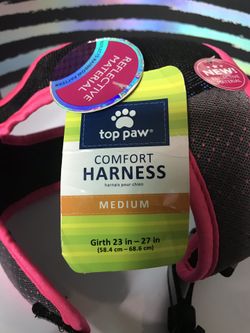 REFLECTIVE
MATERIAL
NEW!
top paw®
COMFORT
HARNESS
harnais pour chien
MEDIUM
Girth 23 in – 27 in
(58.4 cm – 68.6 cm)